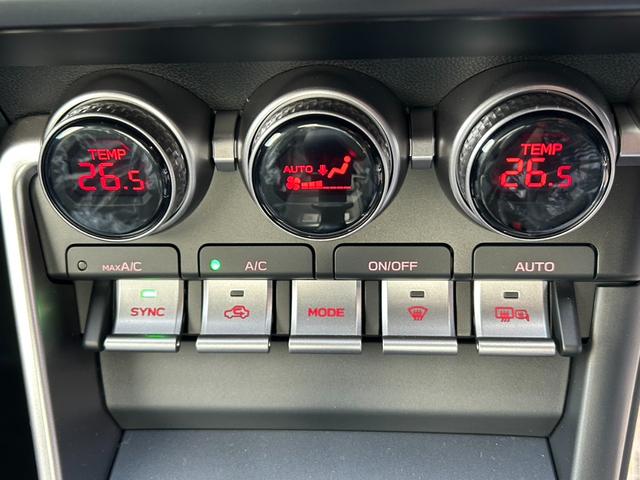 TEMP
26.5
AUTO
TEMP
26.5
MAX A/C
A/C
ON/OFF
AUTO
SYNC
MODE